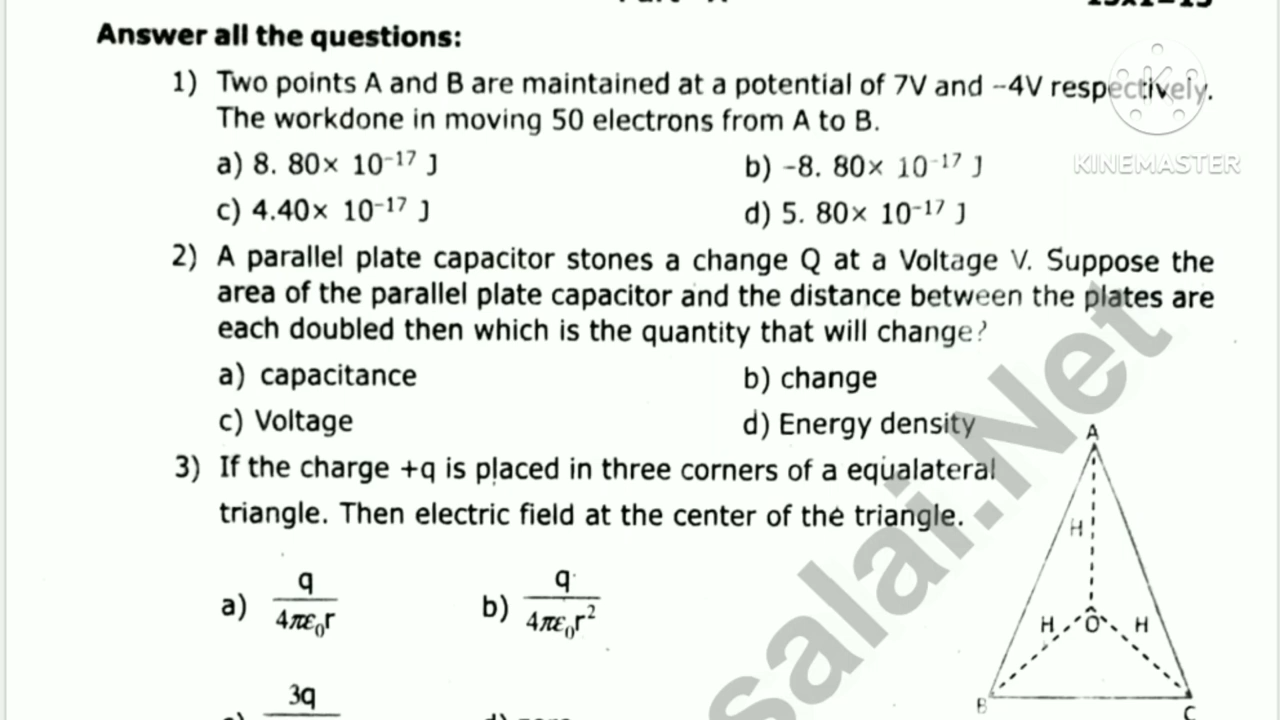 Answer all the questions:
1) Two points A and B are maintained at a potential of 7V and -4V respectively.
The workdone in moving 50 electrons from A to B.
a) 8. 80× 10⁻¹⁷ J b) -8. 80× 10⁻¹⁷ J
KINEMASTER
c) 4.40× 10⁻¹⁷ J d) 5. 80× 10⁻¹⁷ J
2) A parallel plate capacitor stones a change Q at a Voltage V. Suppose the
area of the parallel plate capacitor and the distance between the plates are
each doubled then which is the quantity that will change?
a) capacitance b) change
c) Voltage d) Energy density
3) If the charge +q is placed in three corners of a equalateral
triangle. Then electric field at the center of the triangle.
a) q / 4πε₀r b) q / 4πε₀r²
3q
A
H
H O H
B C
salai.Net